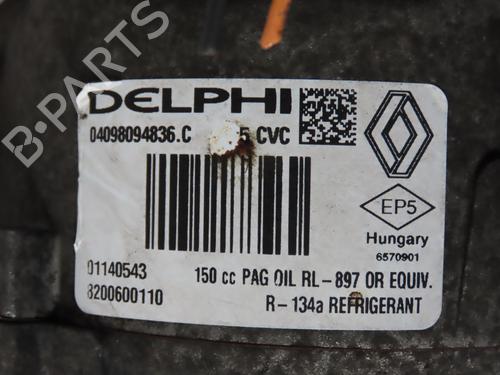 B-PARTS
DELPHI
04098094836.C 5 CVC
EP5
Hungary
6570901
01140543
8200600110
150 cc PAG OIL RL-897 OR EQUIV.
R-134a REFRIGERANT